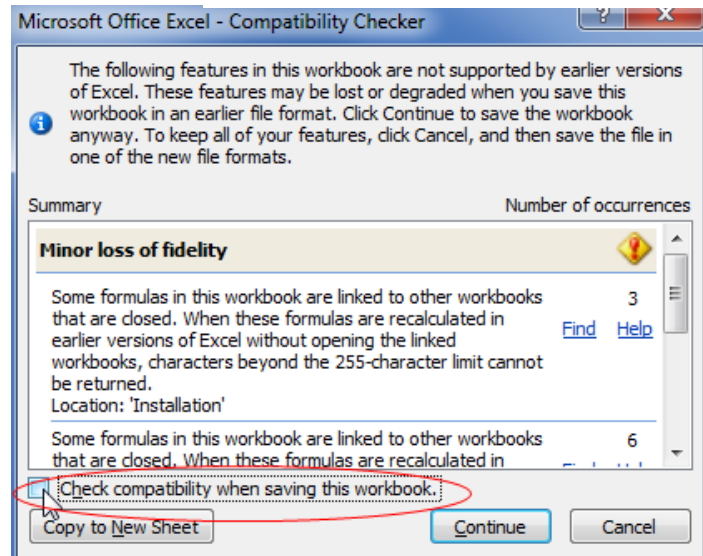 Microsoft Office Excel - Compatibility Checker
?
The following features in this workbook are not supported by earlier versions
of Excel. These features may be lost or degraded when you save this
workbook in an earlier file format. Click Continue to save the workbook
anyway. To keep all of your features, click Cancel, and then save the file in
one of the new file formats.
Summary Number of occurrences
Minor loss of fidelity
Some formulas in this workbook are linked to other workbooks 3
that are closed. When these formulas are recalculated in
earlier versions of Excel without opening the linked Find Help
workbooks, characters beyond the 255-character limit cannot
be returned.
Location: 'Installation'
Some formulas in this workbook are linked to other workbooks 6
that are closed. When these formulas are recalculated in
Check compatibility when saving this workbook.
Copy to New Sheet Continue Cancel